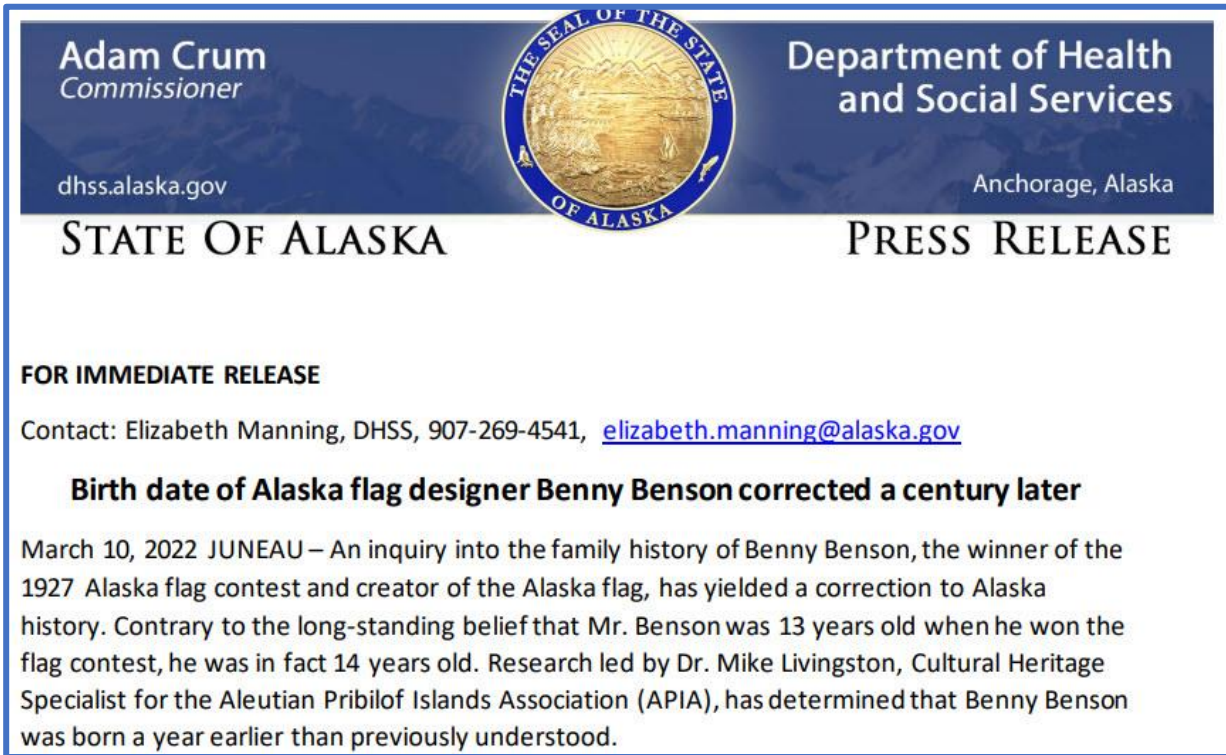 Adam Crum
Commissioner
dhss.alaska.gov
THE SEAL OF THE STATE
OF ALASKA
Department of Health
and Social Services
Anchorage, Alaska
STATE OF ALASKA
PRESS RELEASE
FOR IMMEDIATE RELEASE
Contact: Elizabeth Manning, DHSS, 907-269-4541, elizabeth.manning@alaska.gov
Birth date of Alaska flag designer Benny Benson corrected a century later
March 10, 2022 JUNEAU – An inquiry into the family history of Benny Benson, the winner of the
1927 Alaska flag contest and creator of the Alaska flag, has yielded a correction to Alaska
history. Contrary to the long-standing belief that Mr. Benson was 13 years old when he won the
flag contest, he was in fact 14 years old. Research led by Dr. Mike Livingston, Cultural Heritage
Specialist for the Aleutian Pribilof Islands Association (APIA), has determined that Benny Benson
was born a year earlier than previously understood.